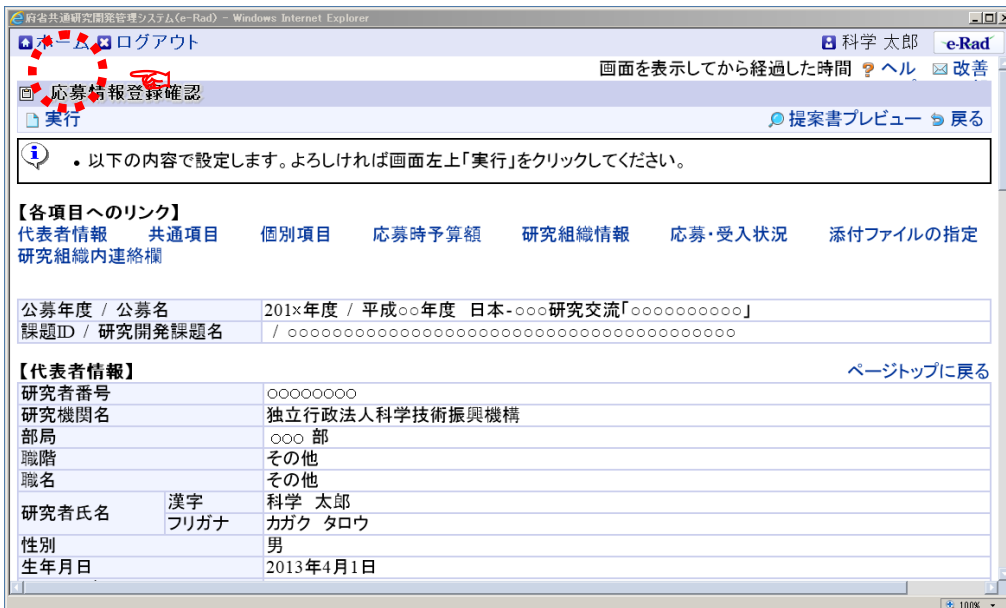 府省共通研究開発管理システム(e-Rad) - Windows Internet Explorer
ホーム ログアウト 科学 太郎 e-Rad
画面を表示してから経過した時間 ? ヘル 改善
応募情報登録確認
実行 提案書プレビュー 戻る
・以下の内容で設定します。よろしければ画面左上「実行」をクリックしてください。
【各項目へのリンク】
代表者情報 共通項目 個別項目 応募時予算額 研究組織情報 応募・受入状況 添付ファイルの指定
研究組織内連絡欄
公募年度 / 公募名 201×年度 / 平成○○年度 日本-○○○研究交流「○○○○○○○○○○」
課題ID / 研究開発課題名 / ○○○○○○○○○○○○○○○○○○○○○○○○○○○○○○○○○○○○○○○○
【代表者情報】 ページトップに戻る
研究者番号 ○○○○○○○○
研究機関名 独立行政法人科学技術振興機構
部局 ○○○ 部
職階 その他
職名 その他
研究者氏名 漢字 科学 太郎
フリガナ カガク タロウ
性別 男
生年月日 2013年4月1日
100%